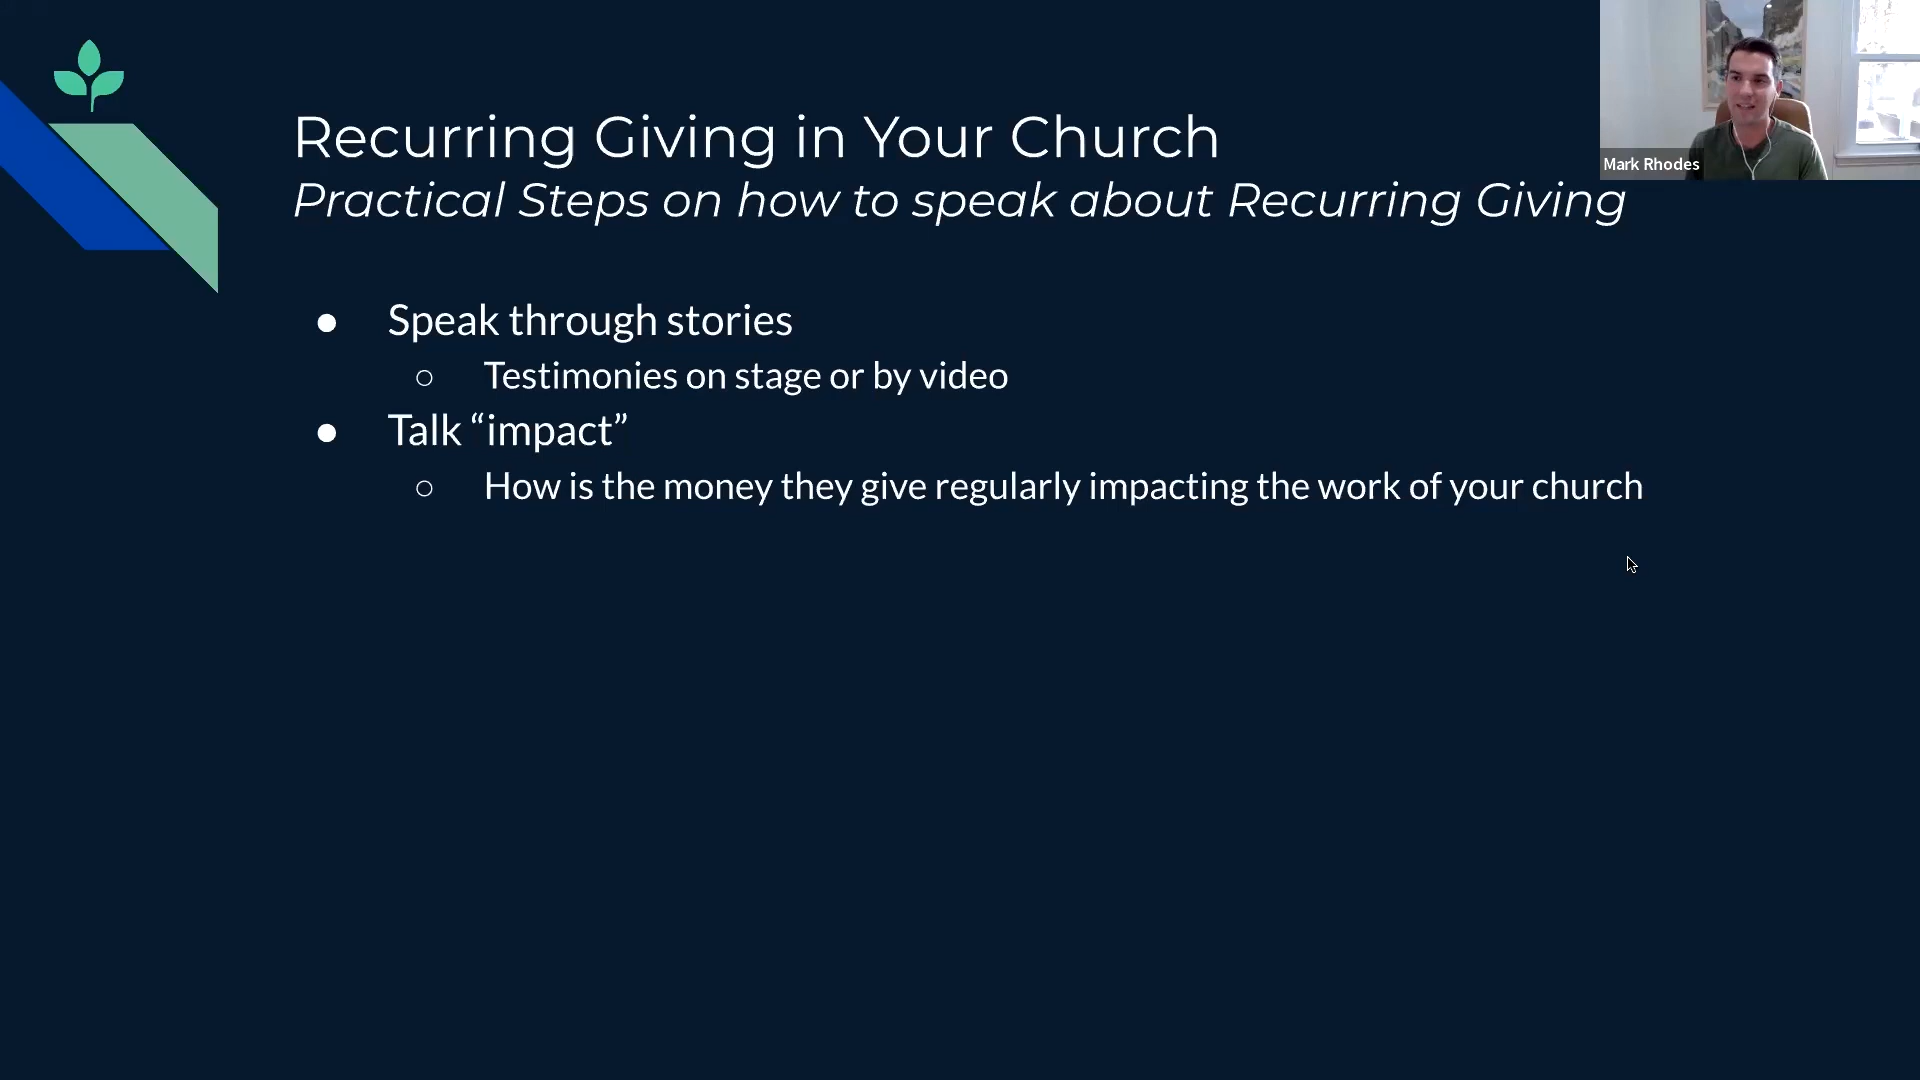 Recurring Giving in Your Church
Practical Steps on how to speak about Recurring Giving
Mark Rhodes
● Speak through stories
○ Testimonies on stage or by video
● Talk “impact”
○ How is the money they give regularly impacting the work of your church